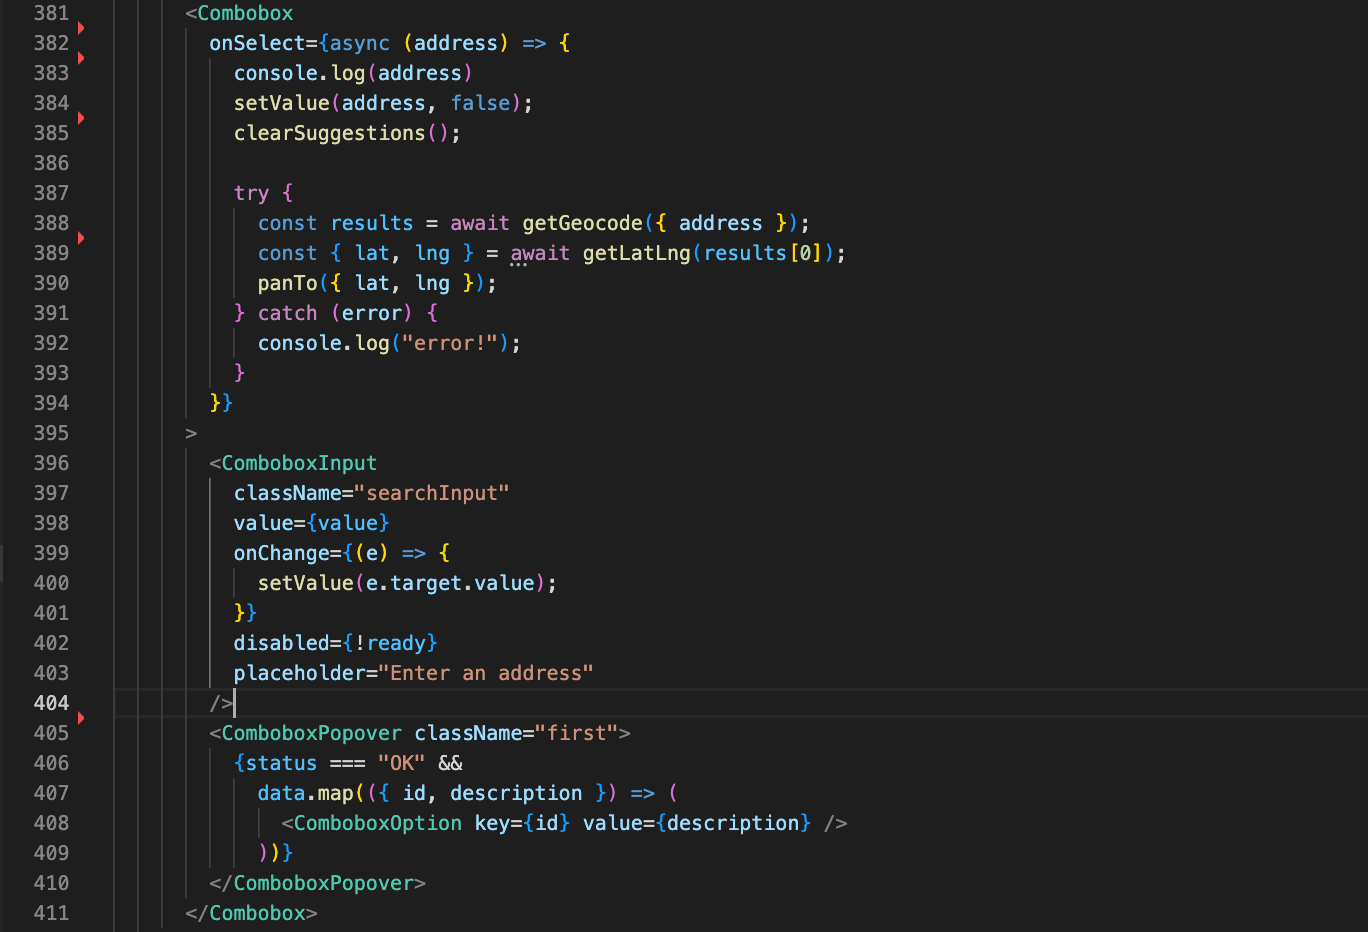 381 <Combobox
382 onSelect={async (address) => {
383 console.log(address)
384 setValue(address, false);
385 clearSuggestions();
386
387 try {
388 const results = await getGeocode({ address });
389 const { lat, lng } = await getLatLng(results[0]);
390 panTo({ lat, lng });
391 } catch (error) {
392 console.log("error!");
393 }
394 }}
395 >
396 <ComboboxInput
397 className="searchInput"
398 value={value}
399 onChange={(e) => {
400 setValue(e.target.value);
401 }}
402 disabled={!ready}
403 placeholder="Enter an address"
404 />
405 <ComboboxPopover className="first">
406 {status === "OK" &&
407 data.map(({ id, description }) => (
408 <ComboboxOption key={id} value={description} />
409 ))}
410 </ComboboxPopover>
411 </Combobox>